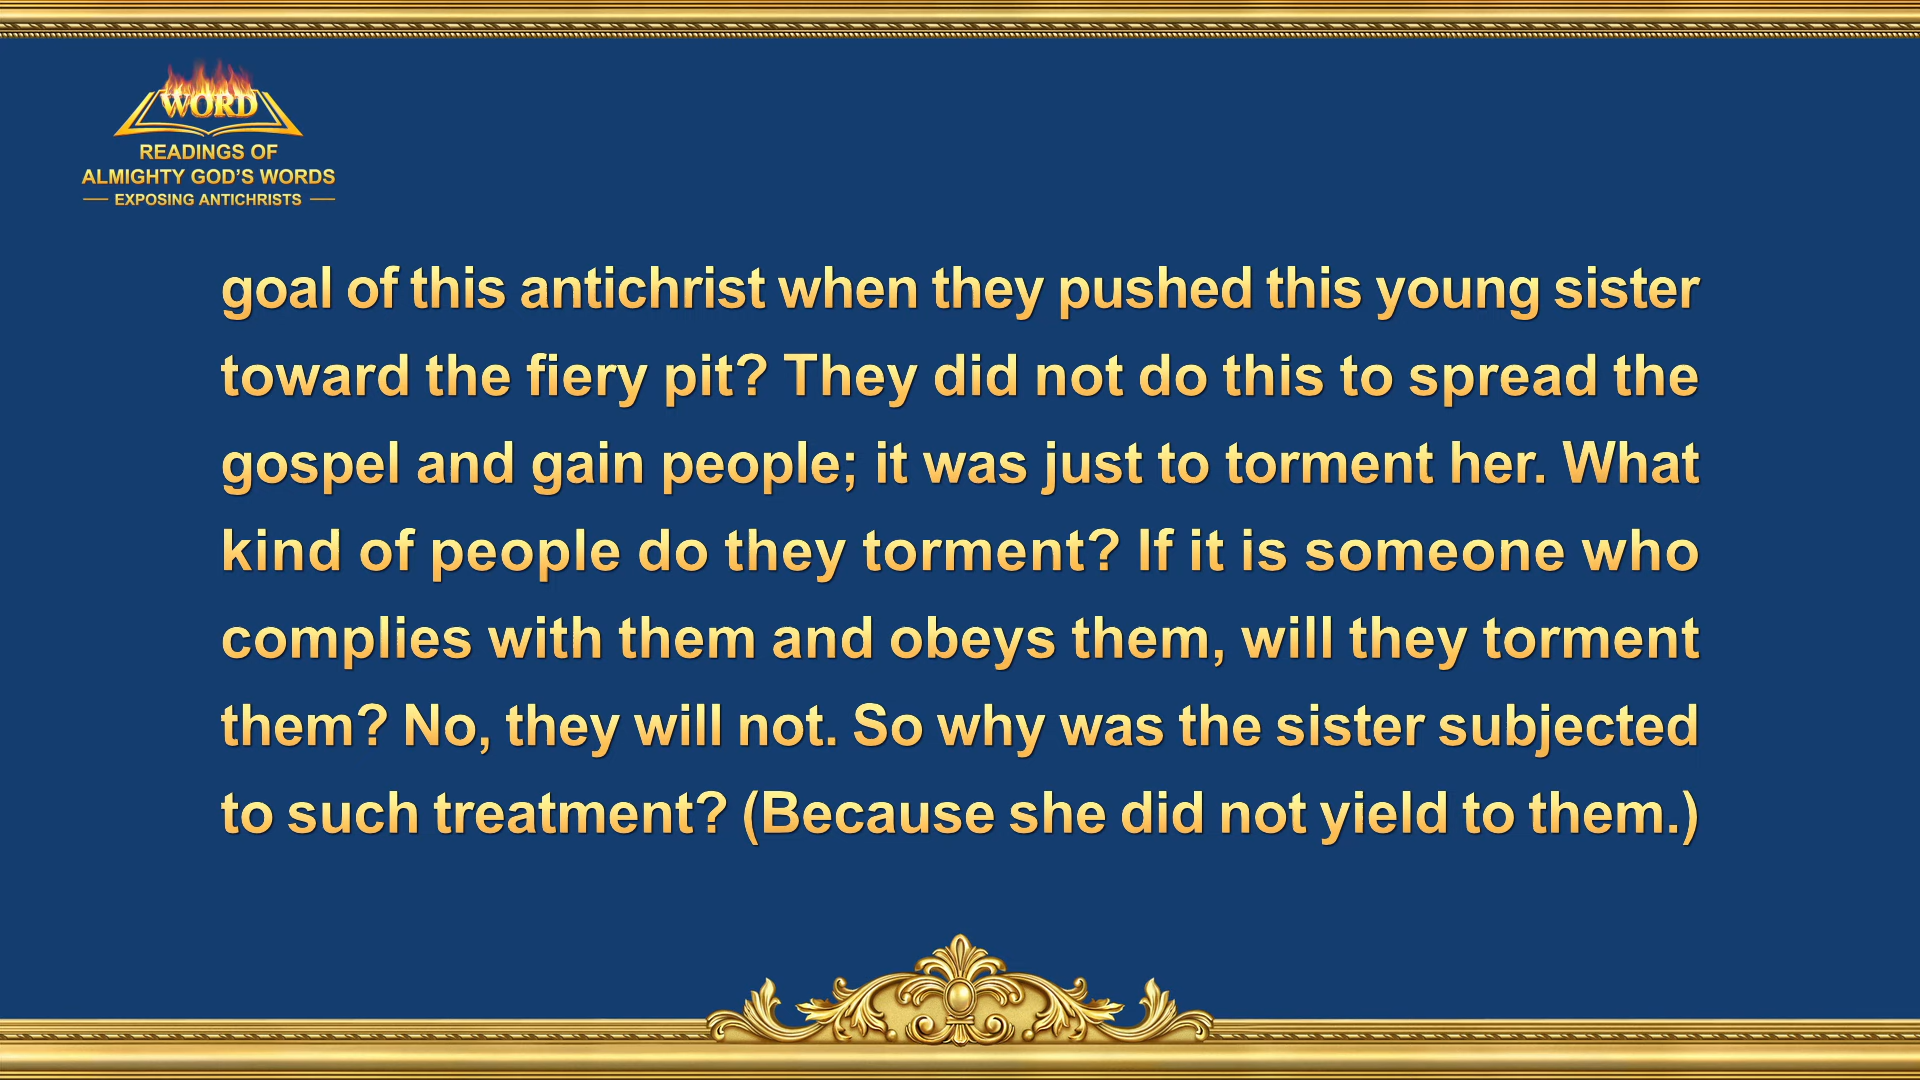 WORD
READINGS OF
ALMIGHTY GOD'S WORDS
EXPOSING ANTICHRISTS
goal of this antichrist when they pushed this young sister
toward the fiery pit? They did not do this to spread the
gospel and gain people; it was just to torment her. What
kind of people do they torment? If it is someone who
complies with them and obeys them, will they torment
them? No, they will not. So why was the sister subjected
to such treatment? (Because she did not yield to them.)